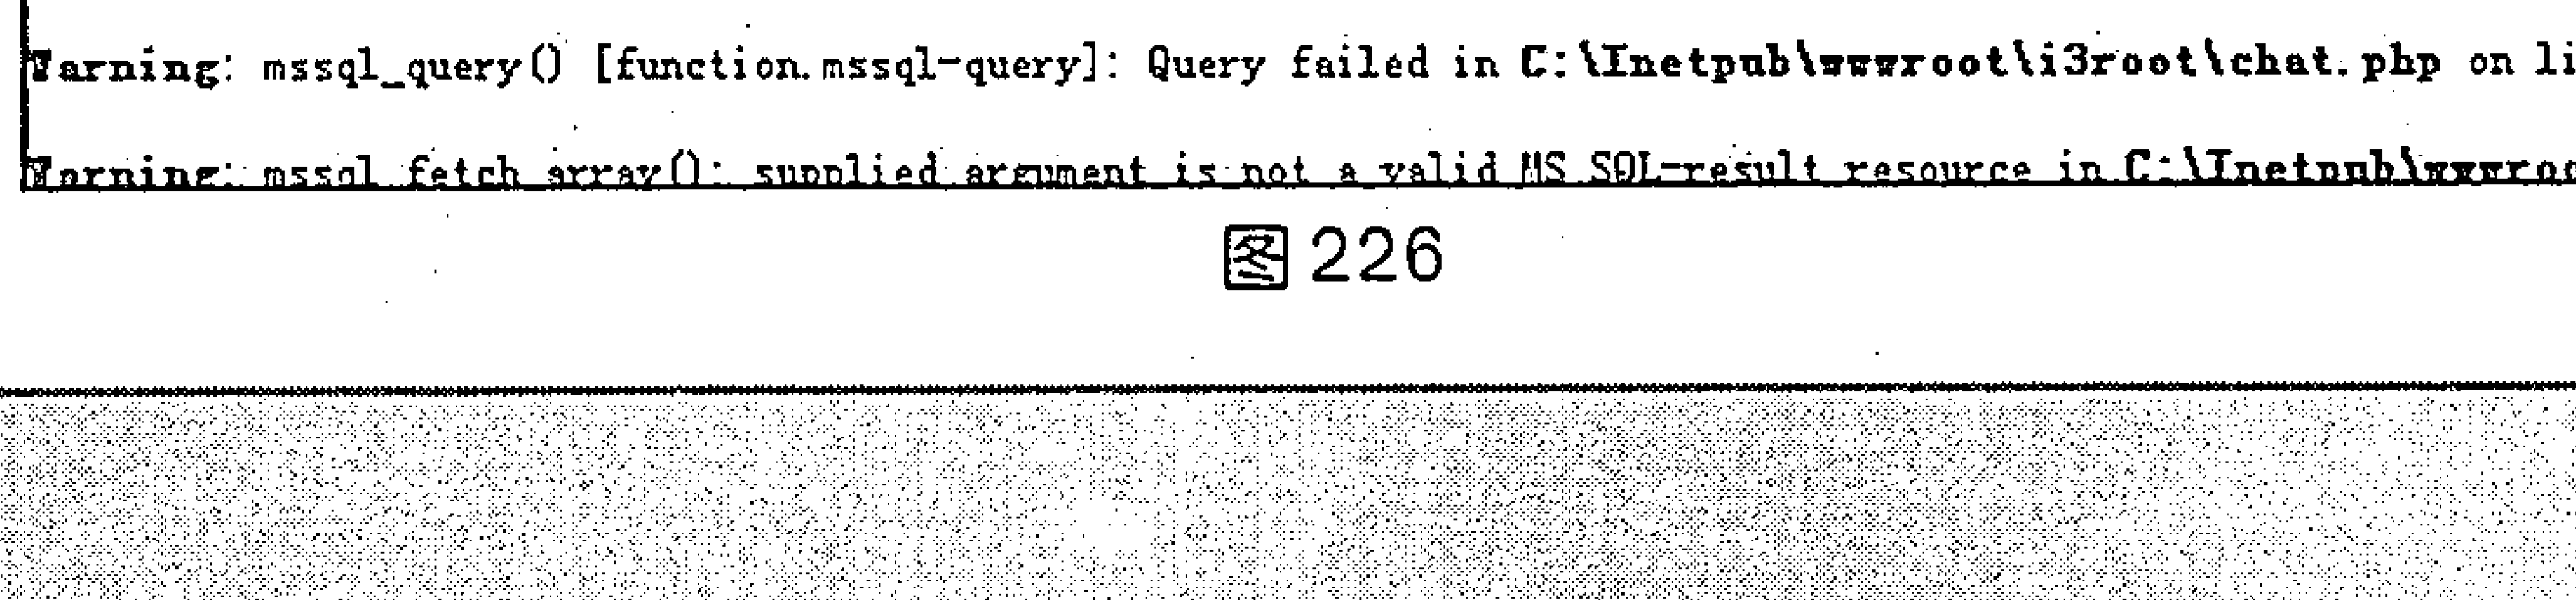 Warning: mssql_query() [function.mssql-query]: Query failed in C:\Inetpub\wwwroot\i3root\chat.php on li
Warning: mssql_fetch_array(): supplied argument is not a valid MS SQL-result resource in C:\Inetpub\wwwroo
图 226